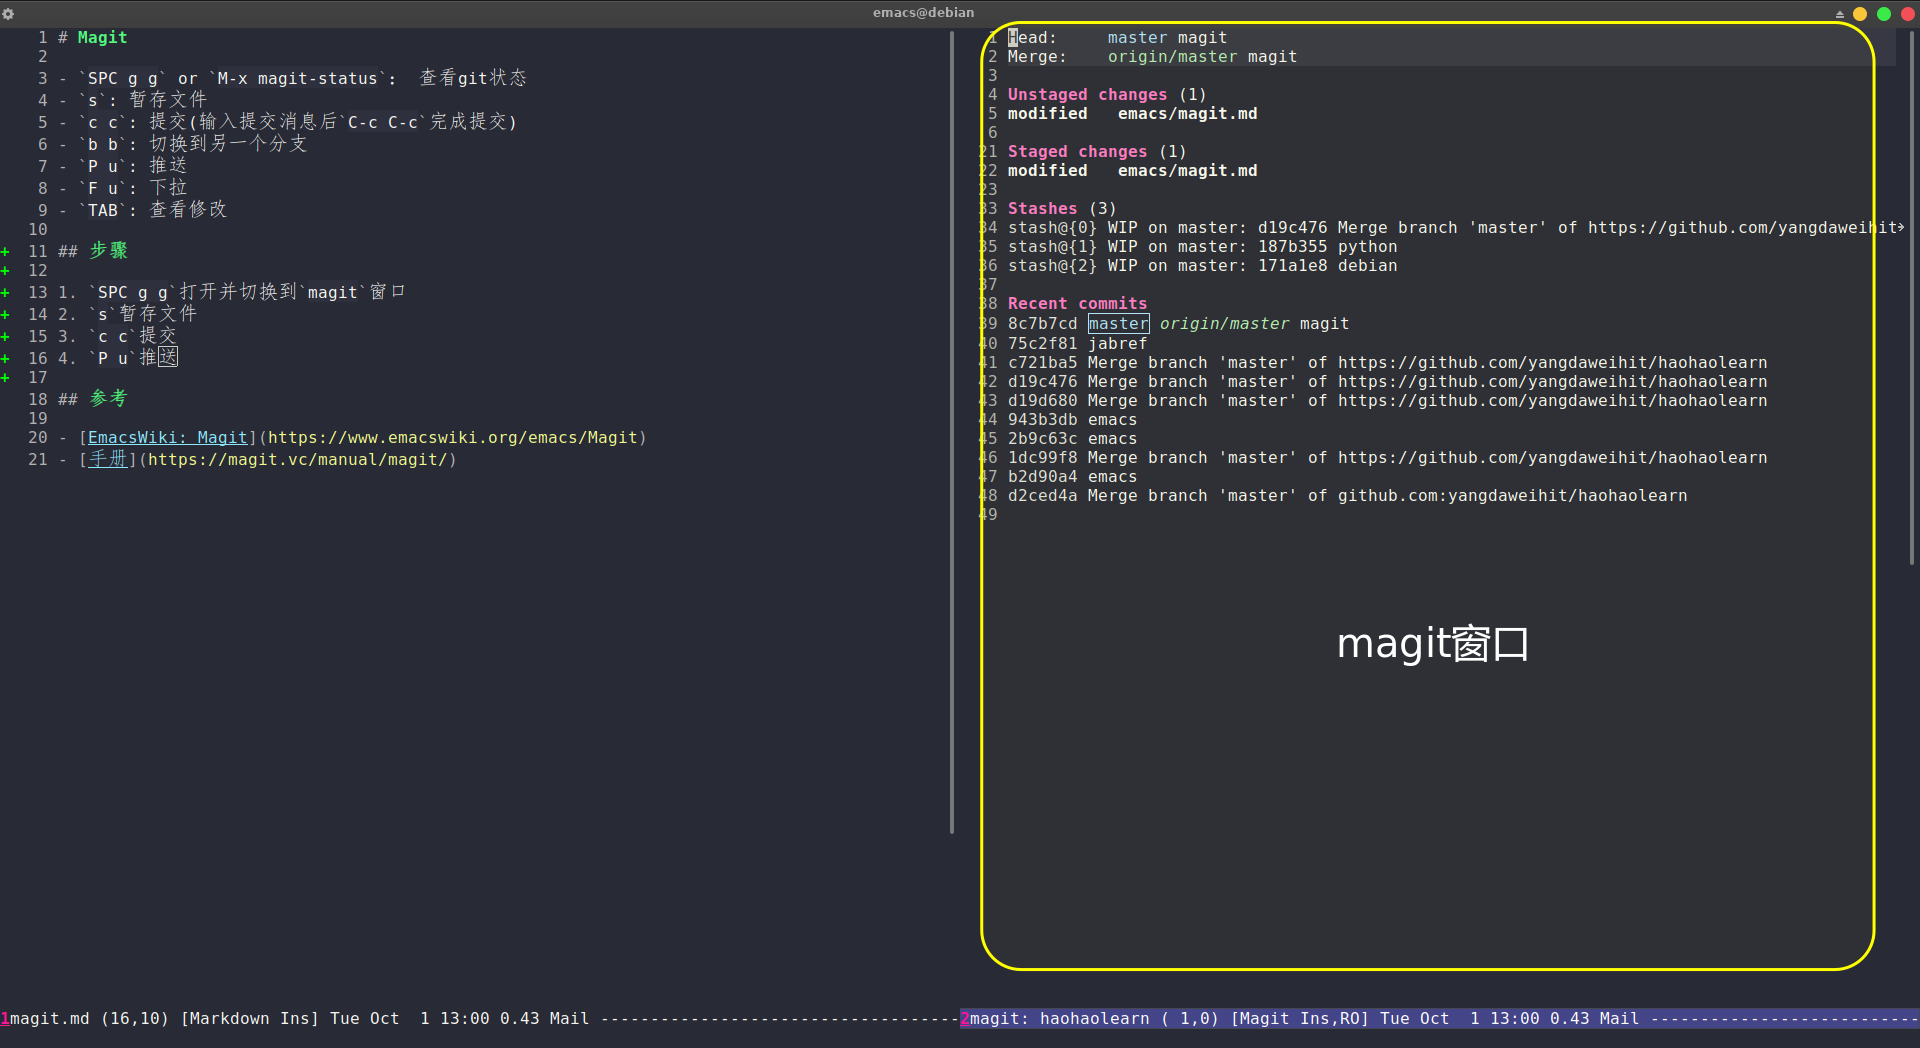 emacs@debian
1 # Magit
2
3 - `SPC g g` or `M-x magit-status`:  查看git状态
4 - `s`: 暂存文件
5 - `c c`: 提交(输入提交消息后`C-c C-c`完成提交)
6 - `b b`: 切换到另一个分支
7 - `P u`: 推送
8 - `F u`: 下拉
9 - `TAB`: 查看修改
10
+ 11 ## 步骤
+ 12
+ 13 1. `SPC g g`打开并切换到`magit`窗口
+ 14 2. `s`暂存文件
+ 15 3. `c c`提交
+ 16 4. `P u`推送
+ 17
18 ## 参考
19
20 - [EmacsWiki: Magit](https://www.emacswiki.org/emacs/Magit)
21 - [手册](https://magit.vc/manual/magit/)
1magit.md (16,10) [Markdown Ins] Tue Oct  1 13:00 0.43 Mail ------------------------------------
1 Head:     master magit
2 Merge:    origin/master magit
3
4 Unstaged changes (1)
5 modified   emacs/magit.md
6
21 Staged changes (1)
22 modified   emacs/magit.md
23
33 Stashes (3)
34 stash@{0} WIP on master: d19c476 Merge branch 'master' of https://github.com/yangdaweihit
35 stash@{1} WIP on master: 187b355 python
36 stash@{2} WIP on master: 171a1e8 debian
37
38 Recent commits
39 8c7b7cd master origin/master magit
40 75c2f81 jabref
41 c721ba5 Merge branch 'master' of https://github.com/yangdaweihit/haohaolearn
42 d19c476 Merge branch 'master' of https://github.com/yangdaweihit/haohaolearn
43 d19d680 Merge branch 'master' of https://github.com/yangdaweihit/haohaolearn
44 943b3db emacs
45 2b9c63c emacs
46 1dc99f8 Merge branch 'master' of https://github.com/yangdaweihit/haohaolearn
47 b2d90a4 emacs
48 d2ced4a Merge branch 'master' of github.com:yangdaweihit/haohaolearn
49
magit窗口
2magit: haohaolearn ( 1,0) [Magit Ins,RO] Tue Oct  1 13:00 0.43 Mail ---------------------------